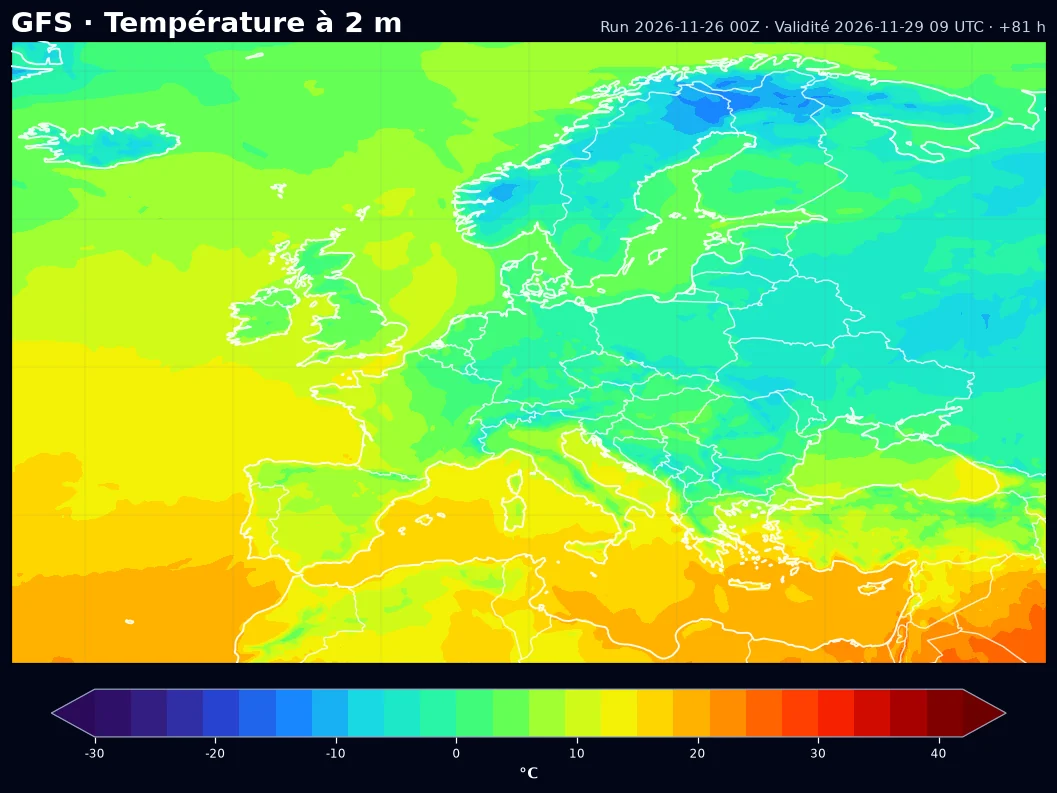 GFS · Température à 2 m
Run 2026-11-26 00Z · Validité 2026-11-29 09 UTC · +81 h
-30 -20 -10 0 10 20 30 40
°C